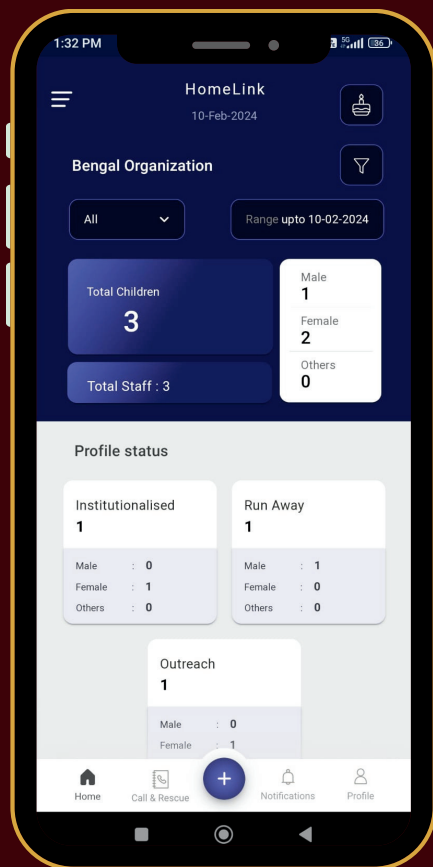 1:32 PM
5G
36
HomeLink
10-Feb-2024
Bengal Organization
All
Range upto 10-02-2024
Total Children
3
Total Staff : 3
Male
1
Female
2
Others
0
Profile status
Institutionalised
1
Male : 0
Female : 1
Others : 0
Run Away
1
Male : 1
Female : 0
Others : 0
Outreach
1
Male : 0
Female : 1
Home
Call & Rescue
+
Notifications
Profile